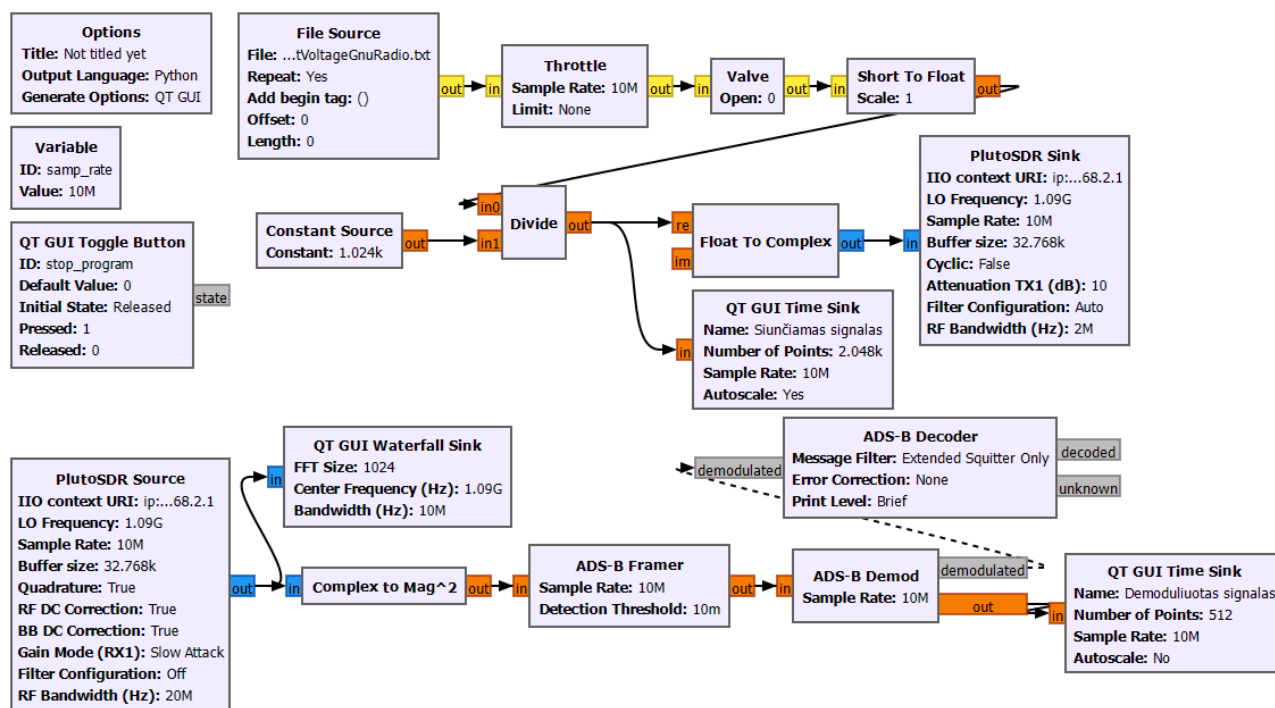 Options
Title: Not titled yet
Output Language: Python
Generate Options: QT GUI
Variable
ID: samp_rate
Value: 10M
QT GUI Toggle Button
ID: stop_program
Default Value: 0
Initial State: Released
Pressed: 1
Released: 0
state
File Source
File: ...tVoltageGnuRadio.txt
Repeat: Yes
Add begin tag: ()
Offset: 0
Length: 0
out
in
Throttle
Sample Rate: 10M
Limit: None
out
in
Valve
Open: 0
out
in
Short To Float
Scale: 1
out
Constant Source
Constant: 1.024k
out
in0
in1
Divide
out
re
im
Float To Complex
out
in
PlutoSDR Sink
IIO context URI: ip:...68.2.1
LO Frequency: 1.09G
Sample Rate: 10M
Buffer size: 32.768k
Cyclic: False
Attenuation TX1 (dB): 10
Filter Configuration: Auto
RF Bandwidth (Hz): 2M
in
QT GUI Time Sink
Name: Siunčiamas signalas
Number of Points: 2.048k
Sample Rate: 10M
Autoscale: Yes
PlutoSDR Source
IIO context URI: ip:...68.2.1
LO Frequency: 1.09G
Sample Rate: 10M
Buffer size: 32.768k
Quadrature: True
RF DC Correction: True
BB DC Correction: True
Gain Mode (RX1): Slow Attack
Filter Configuration: Off
RF Bandwidth (Hz): 20M
out
in
QT GUI Waterfall Sink
FFT Size: 1024
Center Frequency (Hz): 1.09G
Bandwidth (Hz): 10M
in
Complex to Mag^2
out
in
ADS-B Framer
Sample Rate: 10M
Detection Threshold: 10m
out
in
ADS-B Demod
Sample Rate: 10M
demodulated
out
demodulated
ADS-B Decoder
Message Filter: Extended Squitter Only
Error Correction: None
Print Level: Brief
decoded
unknown
in
QT GUI Time Sink
Name: Demoduliuotas signalas
Number of Points: 512
Sample Rate: 10M
Autoscale: No